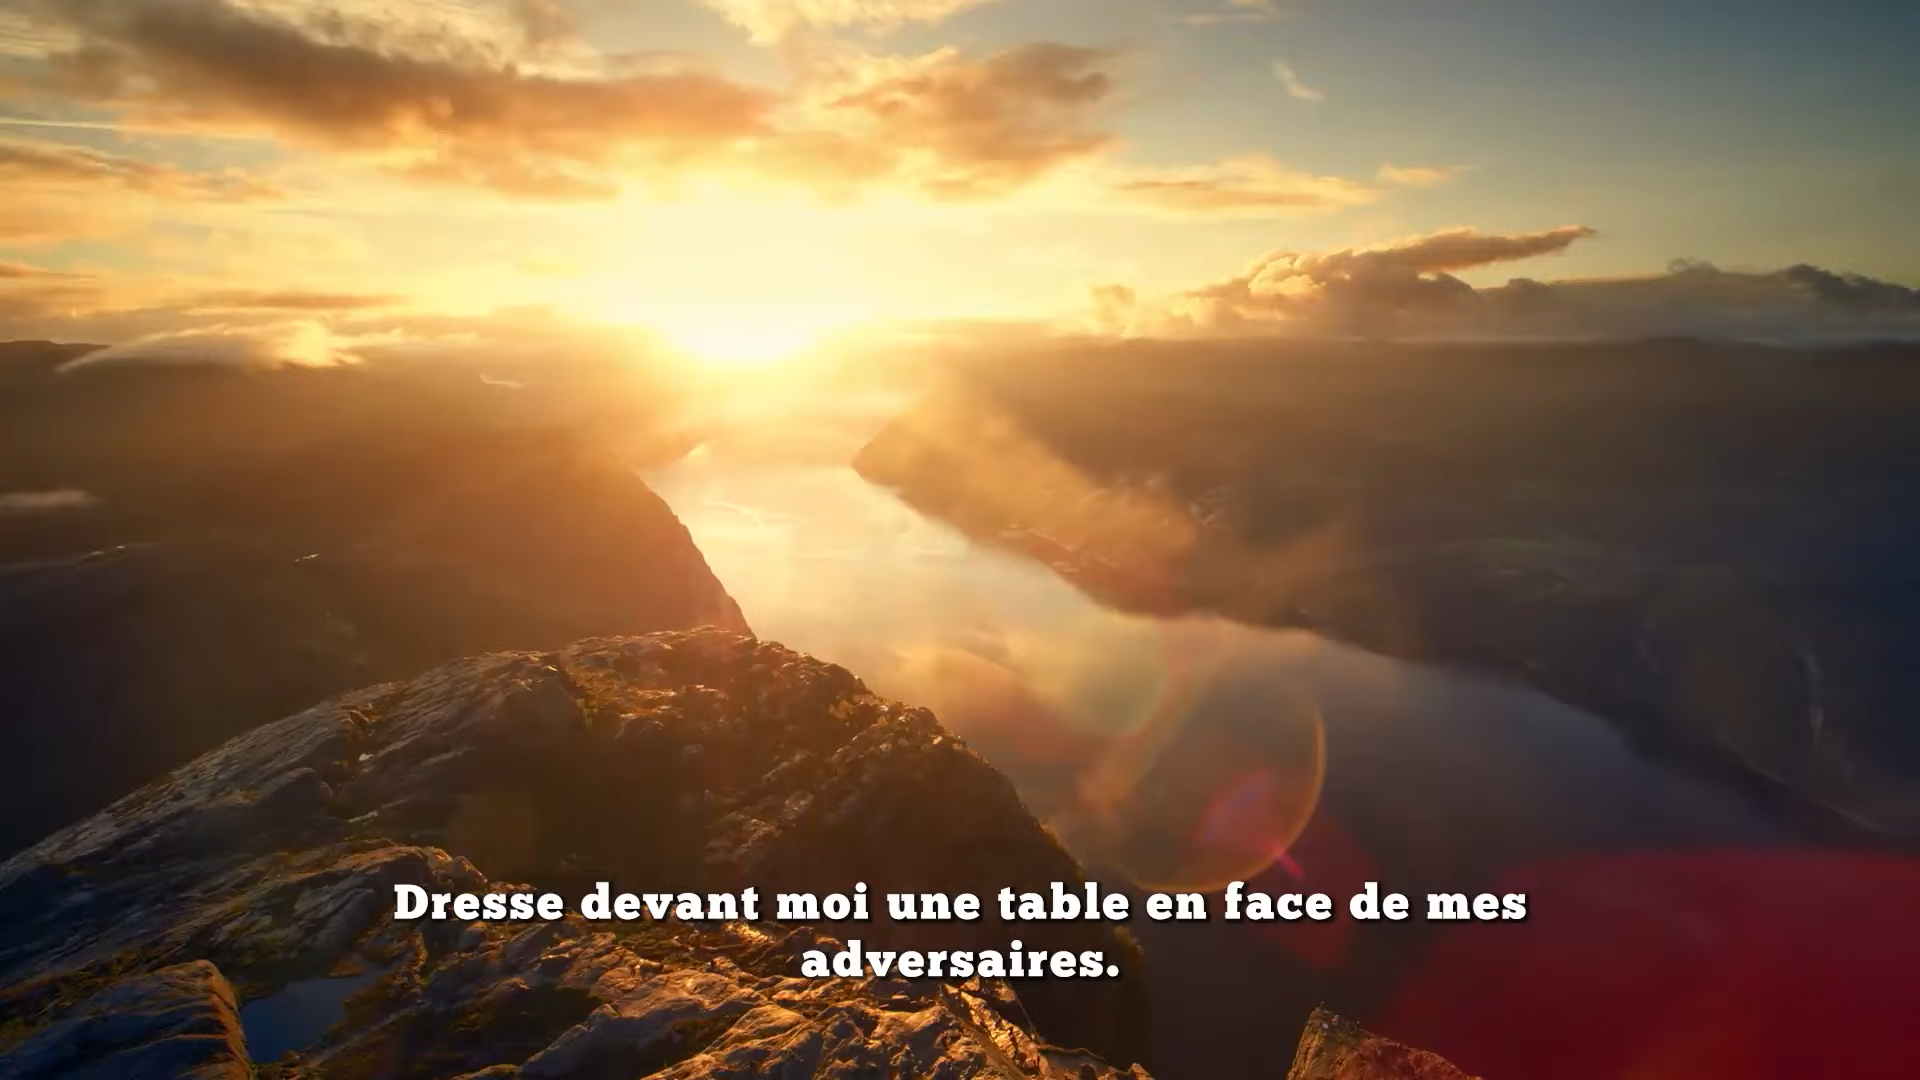 Dresse devant moi une table en face de mes
adversaires.